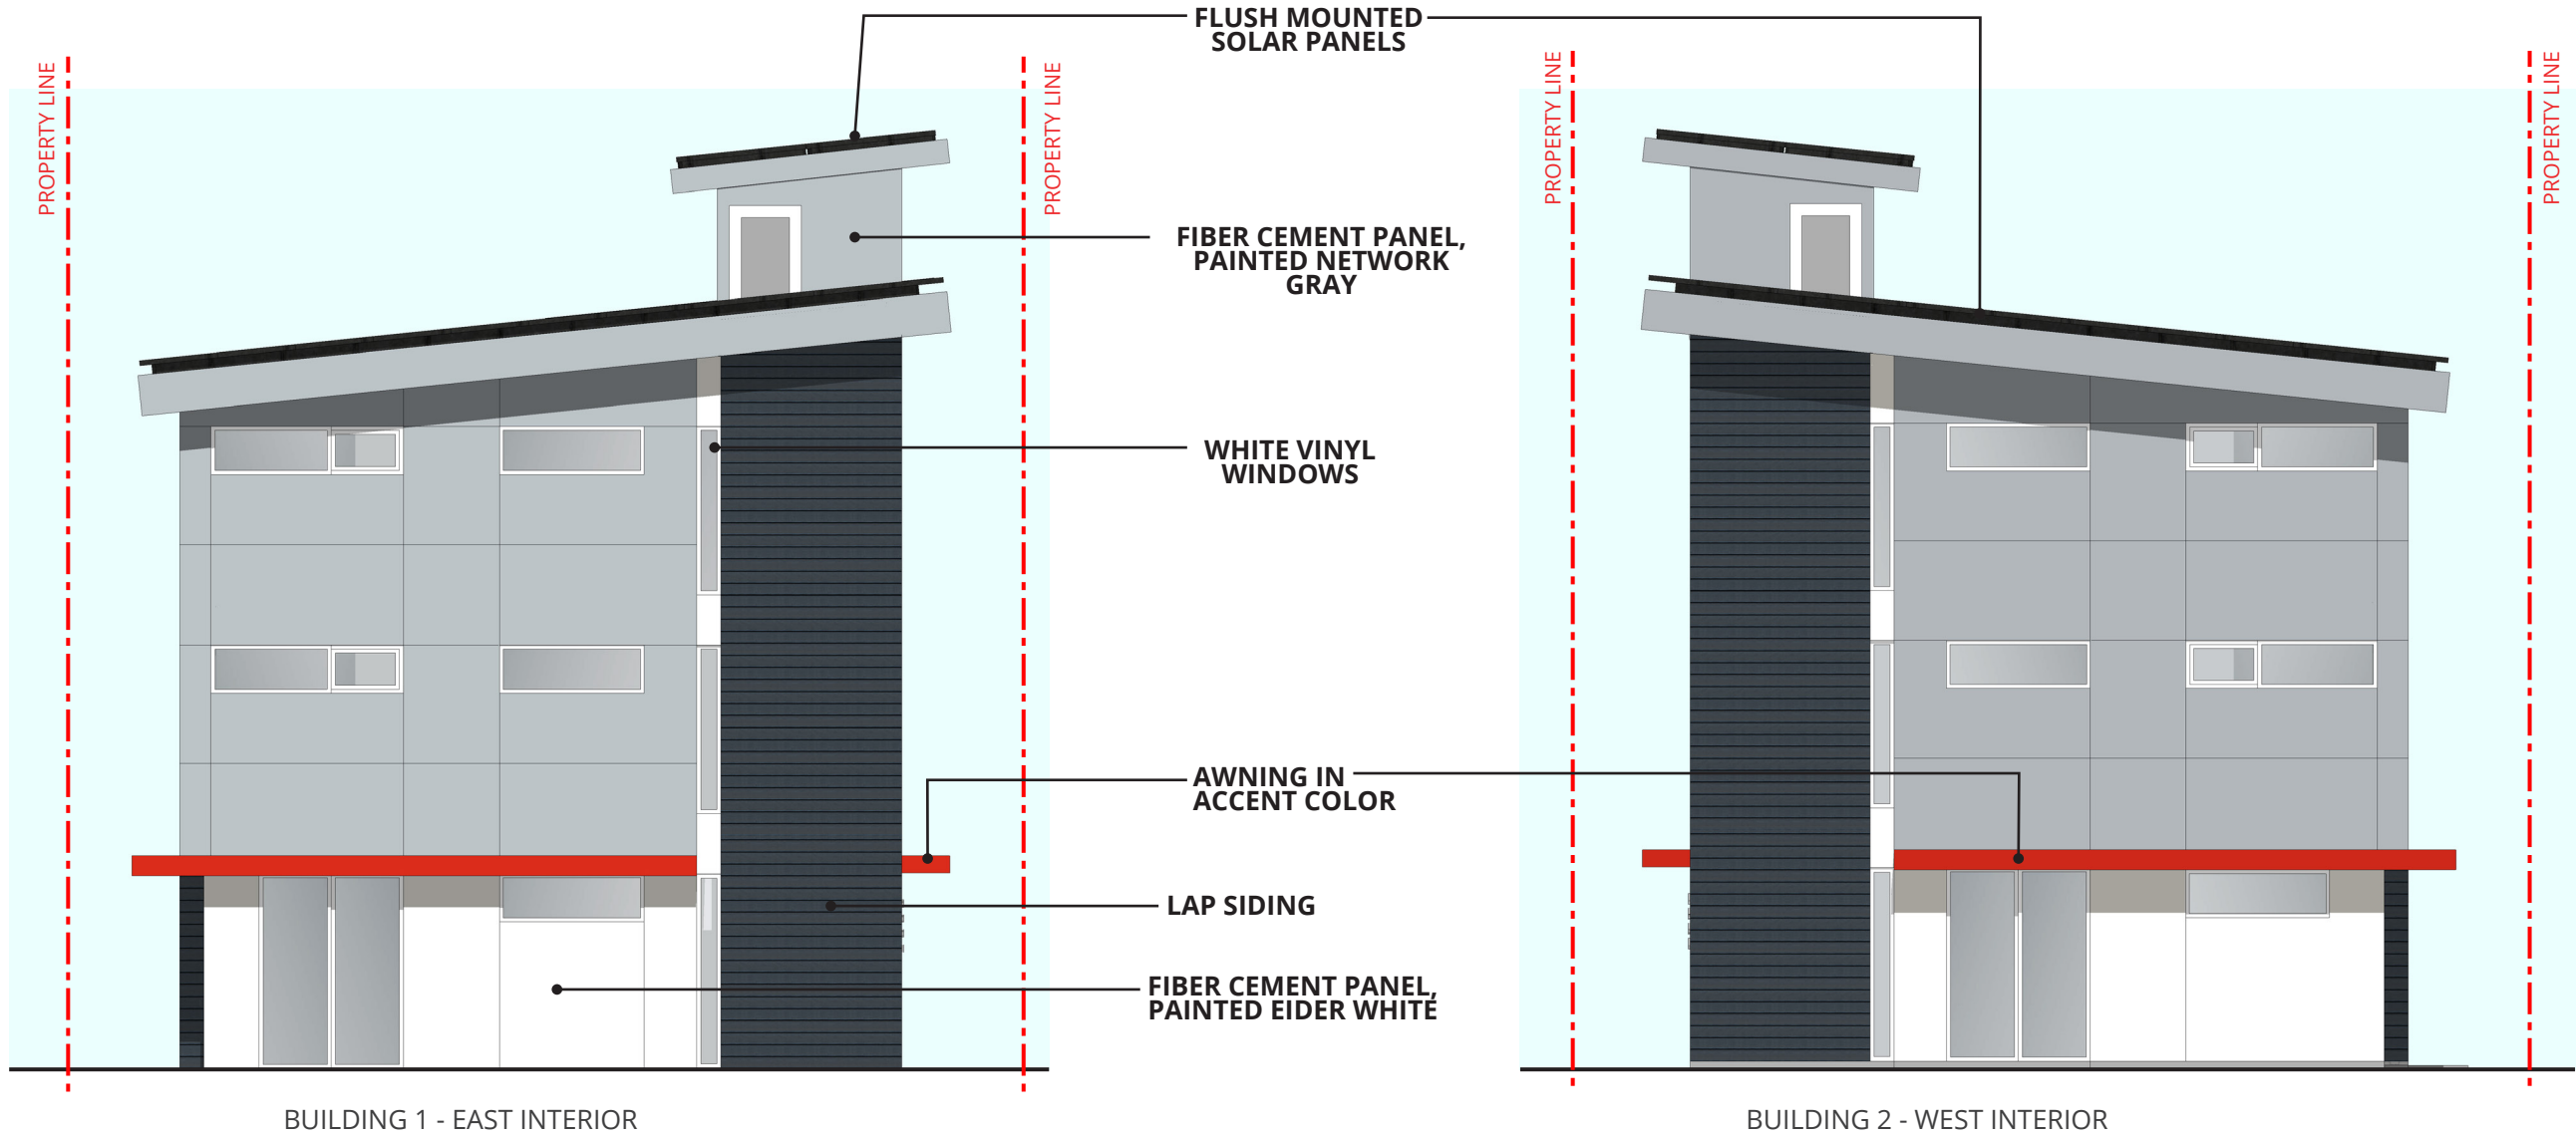 FLUSH MOUNTED
SOLAR PANELS
PROPERTY LINE
PROPERTY LINE
PROPERTY LINE
PROPERTY LINE
FIBER CEMENT PANEL,
PAINTED NETWORK
GRAY
WHITE VINYL
WINDOWS
AWNING IN
ACCENT COLOR
LAP SIDING
FIBER CEMENT PANEL,
PAINTED EIDER WHITE
BUILDING 1 - EAST INTERIOR
BUILDING 2 - WEST INTERIOR